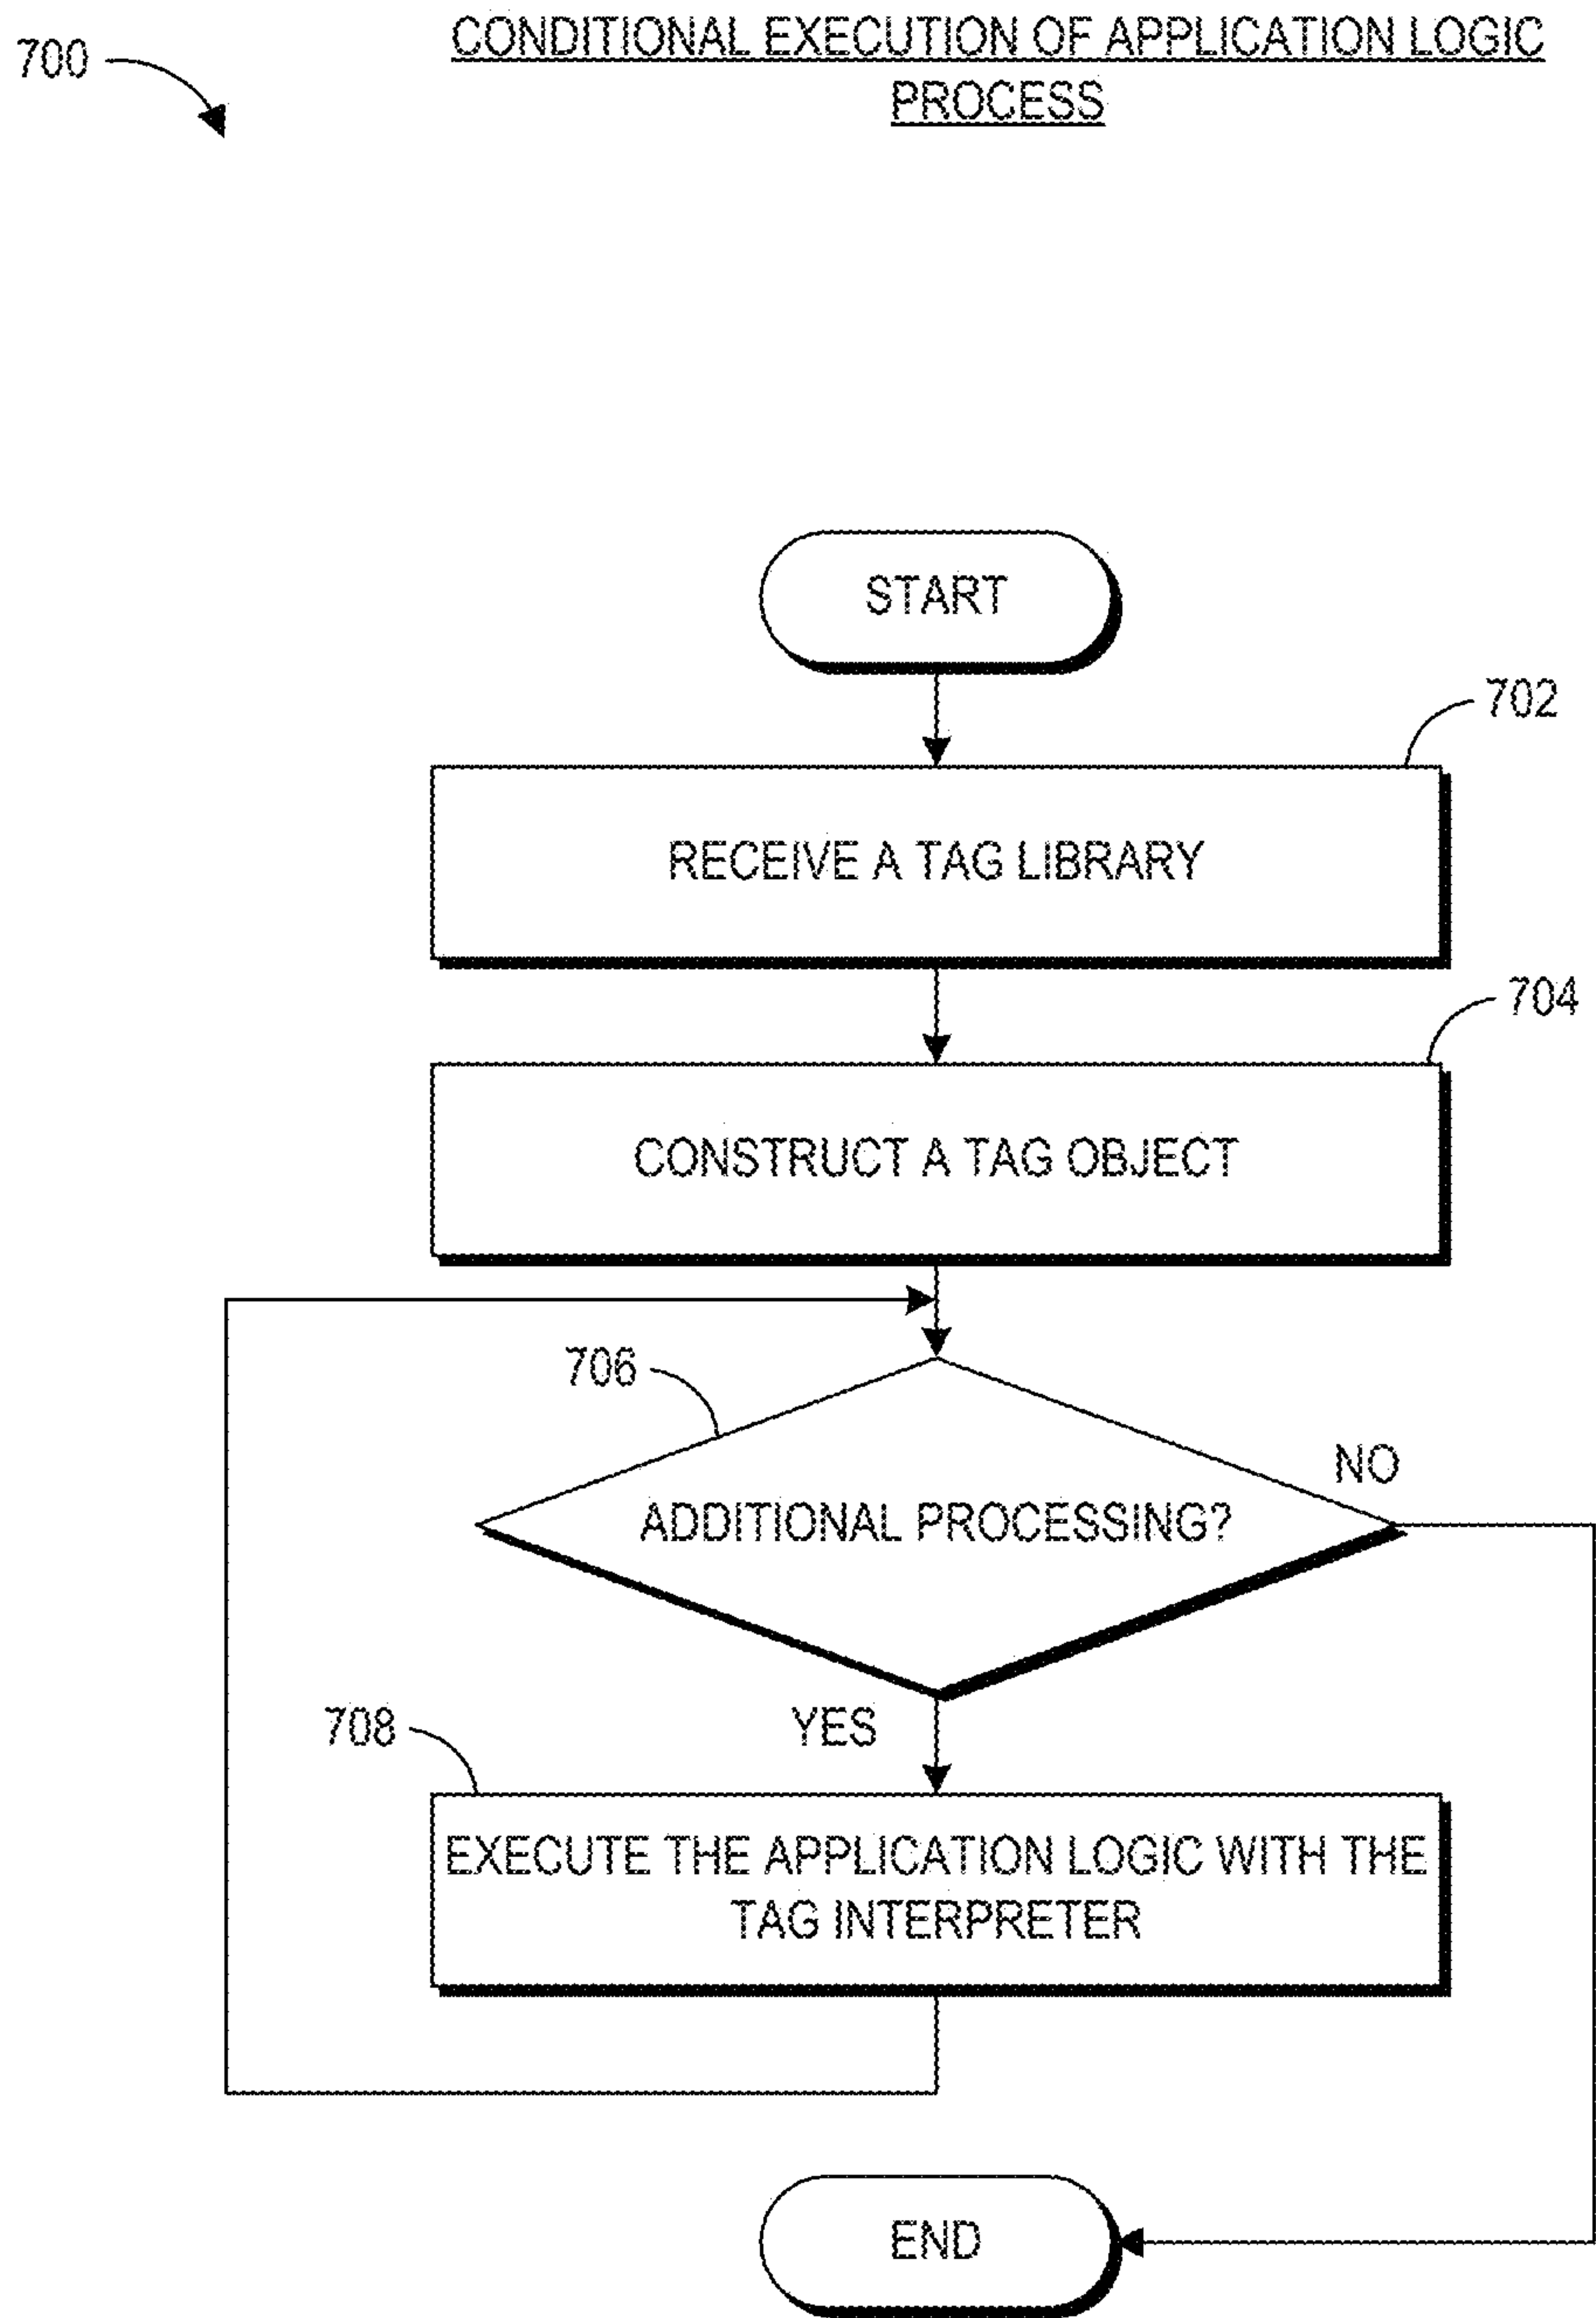 700
CONDITIONAL EXECUTION OF APPLICATION LOGIC
PROCESS
START
702
RECEIVE A TAG LIBRARY
704
CONSTRUCT A TAG OBJECT
706
ADDITIONAL PROCESSING?
NO
YES
708
EXECUTE THE APPLICATION LOGIC WITH THE
TAG INTERPRETER
END